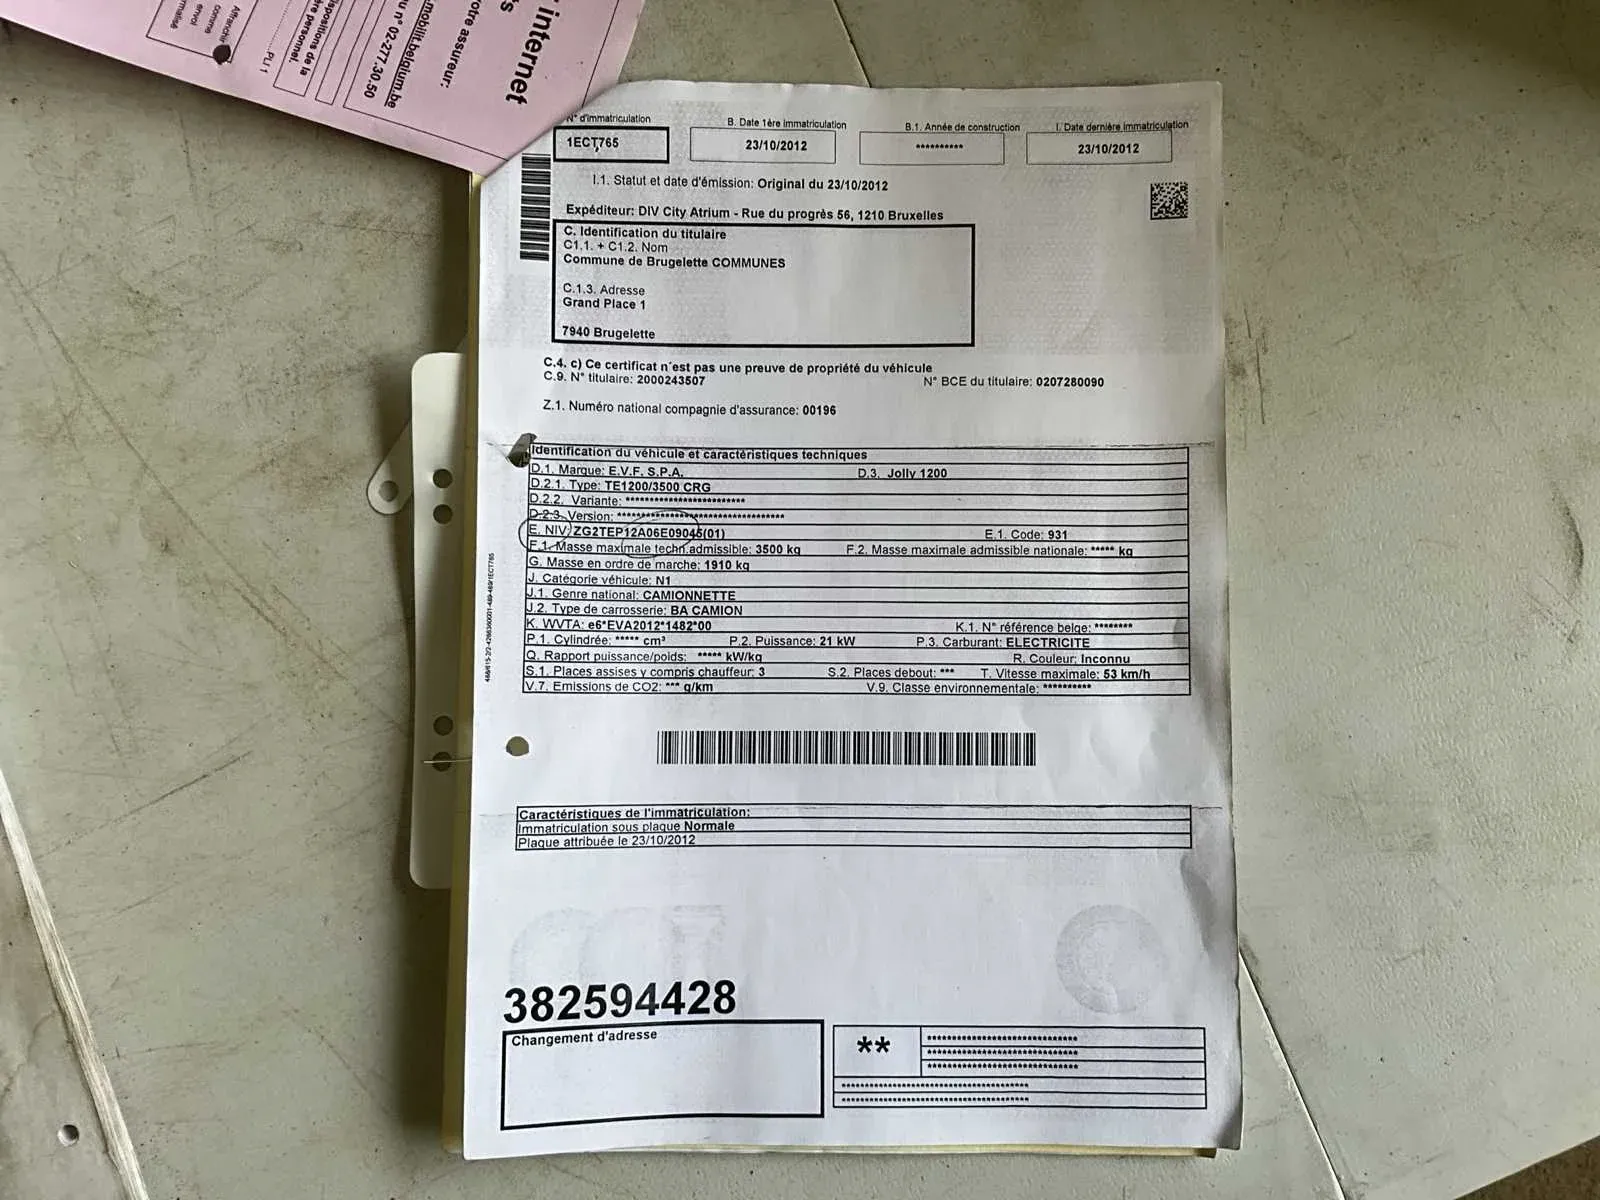 internet
votre assureur:
.mobilit.belgium.be
n° 02-277.30.50
dispositions de la
personnel.
PLI 1
Affranchir
comme
envoi
N° d'immatriculation
1ECT765
B. Date 1ère immatriculation
23/10/2012
B.1. Année de construction
**********
I. Date dernière immatriculation
23/10/2012
I.1. Statut et date d'émission: Original du 23/10/2012
Expéditeur: DIV City Atrium - Rue du progrès 56, 1210 Bruxelles
C. Identification du titulaire
C1.1. + C1.2. Nom
Commune de Brugelette COMMUNES
C.1.3. Adresse
Grand Place 1
7940 Brugelette
C.4. c) Ce certificat n´est pas une preuve de propriété du véhicule
C.9. N° titulaire: 2000243507 N° BCE du titulaire: 0207280090
Z.1. Numéro national compagnie d'assurance: 00196
Identification du véhicule et caractéristiques techniques
D.1. Marque: E.V.F. S.P.A. D.3. Jolly 1200
D.2.1. Type: TE1200/3500 CRG
D.2.2. Variante: *************************
D.2.3. Version: ***********************************
E. NIV: ZG2TEP12A06E09045(01) E.1. Code: 931
F.1. Masse maximale techn.admissible: 3500 kg F.2. Masse maximale admissible nationale: ***** kg
G. Masse en ordre de marche: 1910 kg
J. Catégorie véhicule: N1
J.1. Genre national: CAMIONNETTE
J.2. Type de carrosserie: BA CAMION
K. WVTA: e6*EVA2012*1482*00 K.1. N° référence belge: ********
P.1. Cylindrée: ***** cm³ P.2. Puissance: 21 kW P.3. Carburant: ELECTRICITE
Q. Rapport puissance/poids: ***** kW/kg R. Couleur: Inconnu
S.1. Places assises y compris chauffeur: 3 S.2. Places debout: *** T. Vitesse maximale: 53 km/h
V.7. Emissions de CO2: *** g/km V.9. Classe environnementale: **********
Caractéristiques de l'immatriculation:
Immatriculation sous plaque Normale
Plaque attribuée le 23/10/2012
382594428
Changement d'adresse
**
********************************
********************************
********************************
****************************************
****************************************